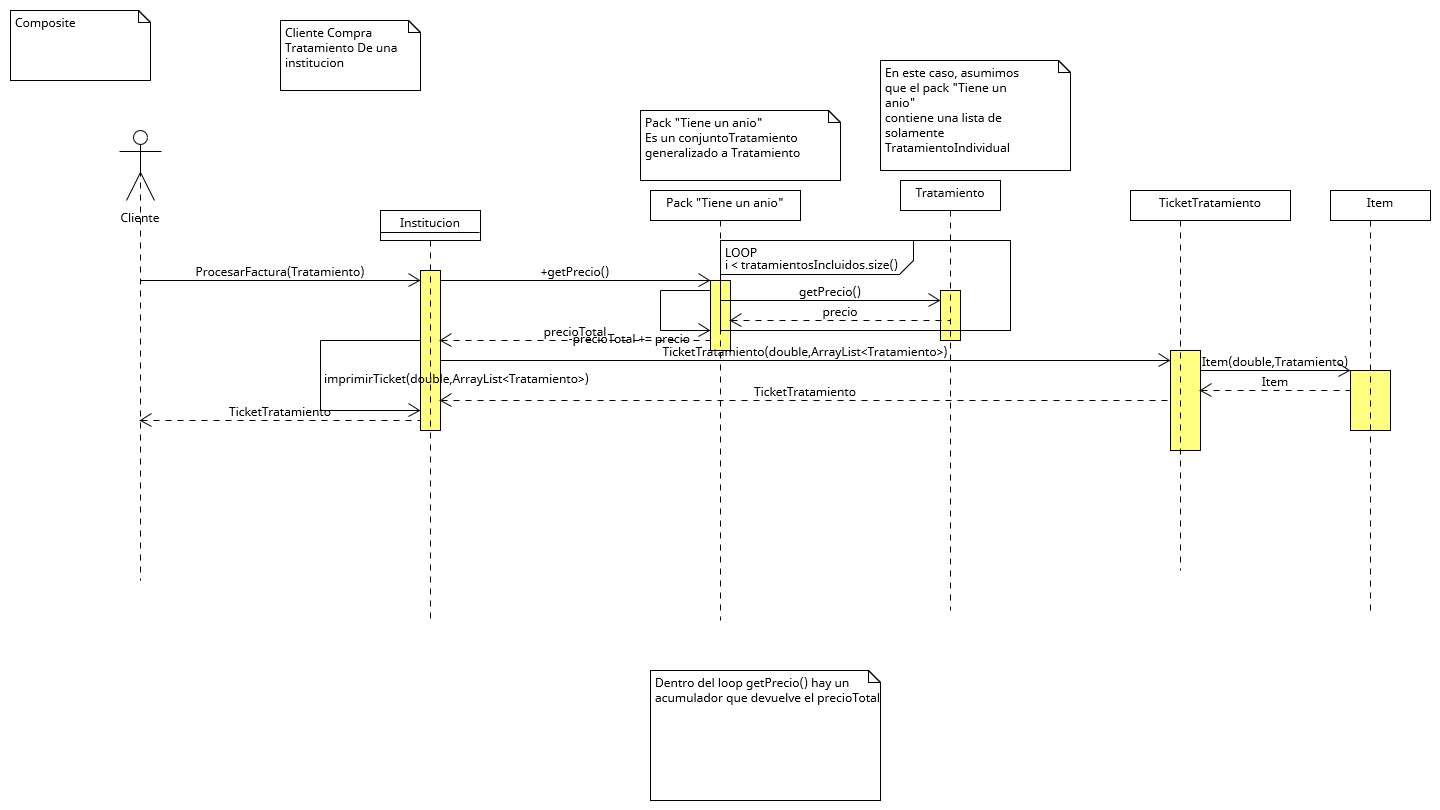 Composite
Cliente Compra
Tratamiento De una
institucion
En este caso, asumimos
que el pack "Tiene un
anio"
contiene una lista de
solamente
TratamientoIndividual
Pack "Tiene un anio"
Es un conjuntoTratamiento
generalizado a Tratamiento
Cliente
Institucion
Pack "Tiene un anio"
Tratamiento
TicketTratamiento
Item
LOOP
i < tratamientosIncluidos.size()
ProcesarFactura(Tratamiento)
+getPrecio()
getPrecio()
precio
precioTotal
precioTotal += precio
TicketTratamiento(double,ArrayList<Tratamiento>)
Item(double,Tratamiento)
imprimirTicket(double,ArrayList<Tratamiento>)
Item
TicketTratamiento
TicketTratamiento
Dentro del loop getPrecio() hay un
acumulador que devuelve el precioTotal